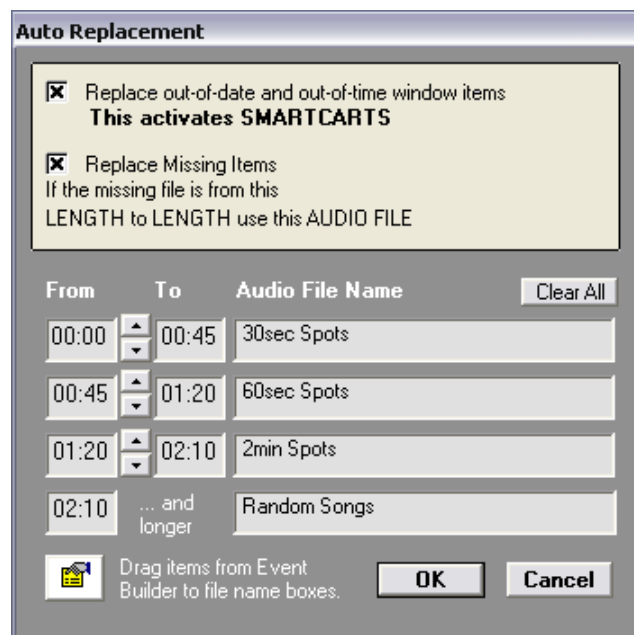 Auto Replacement
Replace out-of-date and out-of-time window items
This activates SMARTCARTS
Replace Missing Items
If the missing file is from this
LENGTH to LENGTH use this AUDIO FILE
From To Audio File Name Clear All
00:00 00:45 30sec Spots
00:45 01:20 60sec Spots
01:20 02:10 2min Spots
02:10 ... and longer Random Songs
Drag items from Event
Builder to file name boxes.
OK Cancel